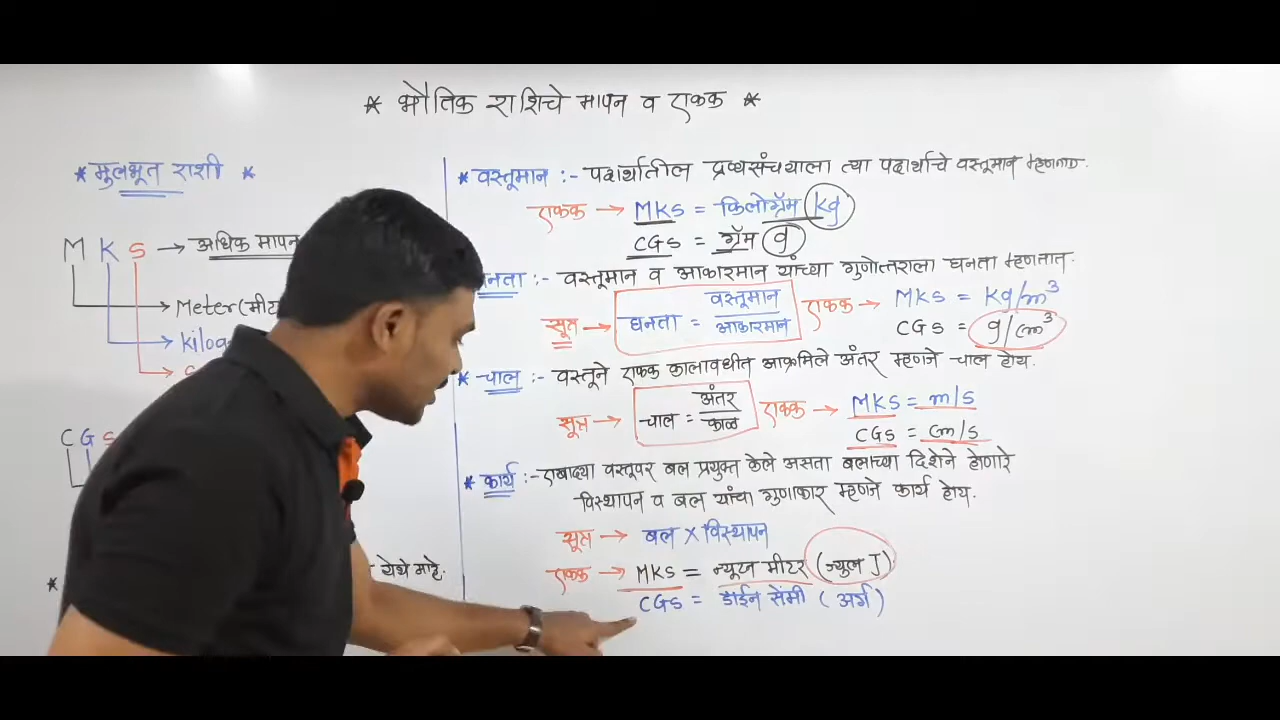 * भौतिक राशिचे मापन व एकक *
* मुलभूत राशी *
M K S → अधिक मापन
Meter(मीट
kilo
C G S
येथे
* वस्तूमान :- पदार्थातील द्रव्यसंचयाला त्या पदार्थाचे वस्तूमान म्हणतात.
एकक → MKS = किलोग्रॅम Kg
CGS = ग्रॅम g
नता :- वस्तूमान व आकारमान यांच्या गुणोत्तराला घनता म्हणतात.
सूत्र → घनता = वस्तूमान / आकारमान एकक → MKS = Kg/m³
CGS = g/cm³
* चाल :- वस्तूने एकक कालावधीत आक्रमिले अंतर म्हणजे चाल होय.
सूत्र → चाल = अंतर / काळ एकक → MKS = m/s
CGS = cm/s
* कार्य :- एखाद्या वस्तूपर बल प्रयुक्त केले असता बलाच्या दिशेने होणारे
विस्थापन व बल यांचा गुणाकार म्हणजे कार्य होय.
सूत्र → बल × विस्थापन
एकक → MKS = न्यूटन मीटर (ज्युल J)
CGS = डाईन सेंमी (अर्ग)